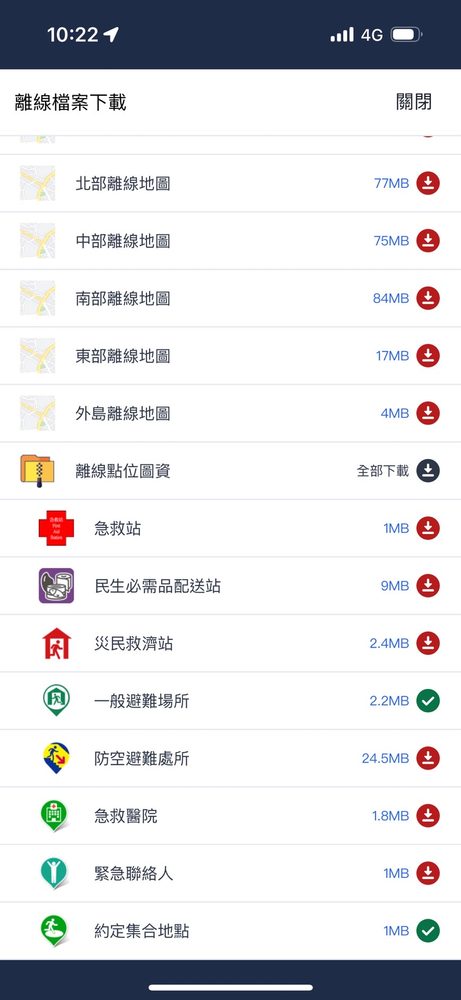 10:22
4G
離線檔案下載
關閉
北部離線地圖
77MB
中部離線地圖
75MB
南部離線地圖
84MB
東部離線地圖
17MB
外島離線地圖
4MB
離線點位圖資
全部下載
急救站
First
Aid
Station
急救站
1MB
民生必需品配送站
9MB
災民救濟站
2.4MB
一般避難場所
2.2MB
防空避難處所
24.5MB
急救醫院
1.8MB
緊急聯絡人
1MB
約定集合地點
1MB